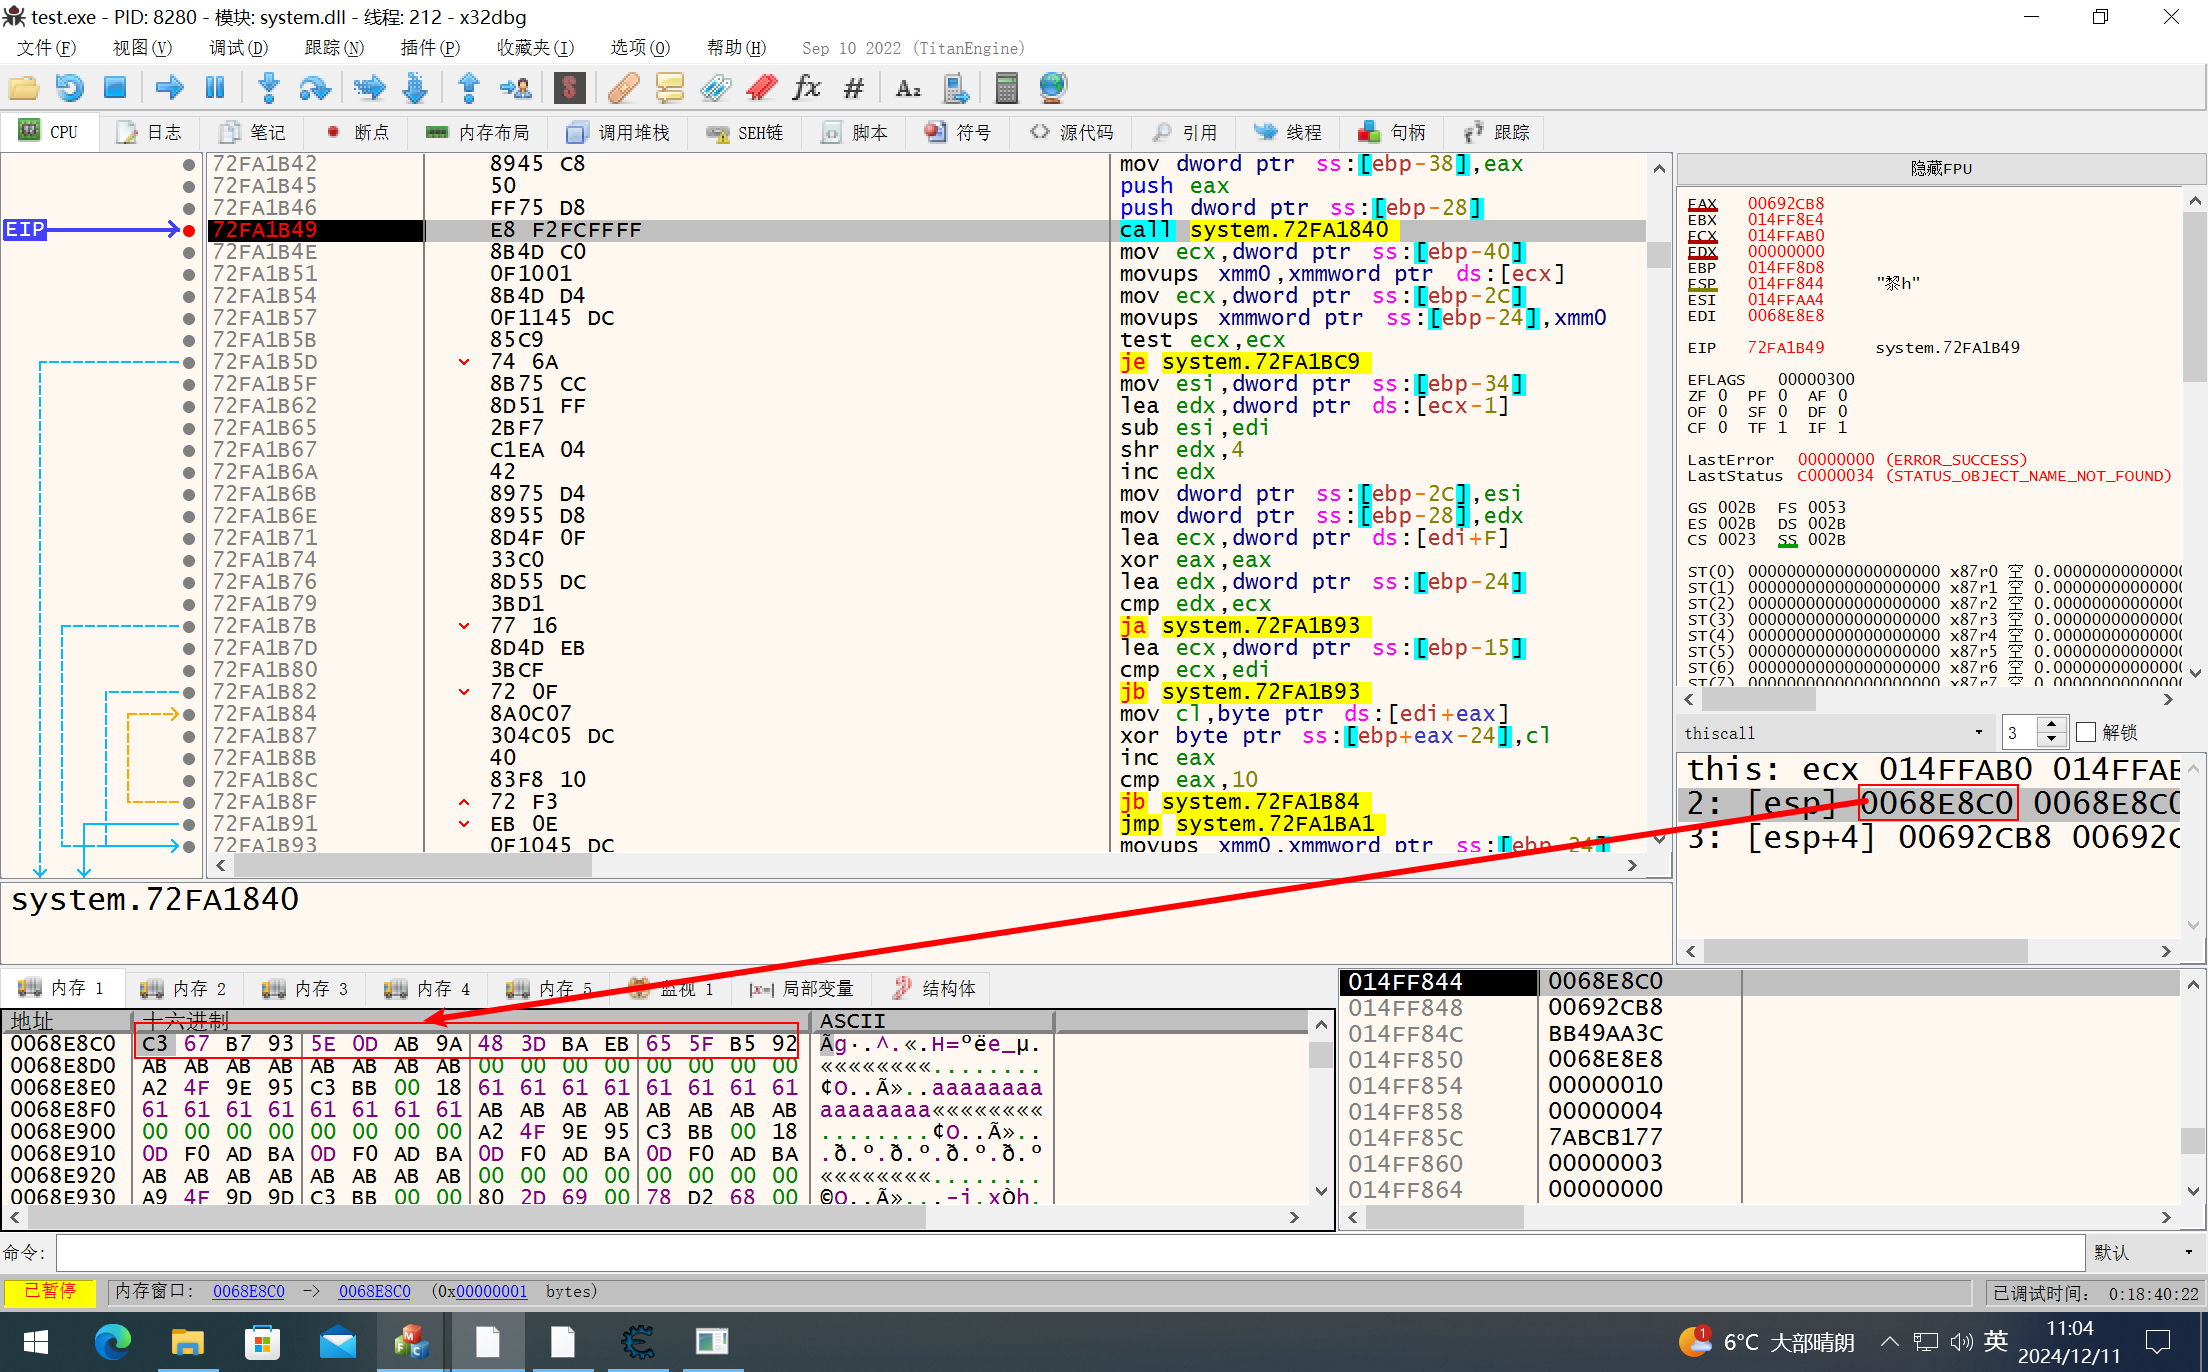 test.exe - PID: 8280 - 模块: system.dll - 线程: 212 - x32dbg
文件(F) 视图(V) 调试(D) 跟踪(N) 插件(P) 收藏夹(I) 选项(O) 帮助(H) Sep 10 2022 (TitanEngine)
CPU 日志 笔记 断点 内存布局 调用堆栈 SEH链 脚本 符号 源代码 引用 线程 句柄 跟踪
72FA1B42 8945 C8 mov dword ptr ss:[ebp-38],eax
72FA1B45 50 push eax
72FA1B46 FF75 D8 push dword ptr ss:[ebp-28]
EIP 72FA1B49 E8 F2FCFFFF call system.72FA1840
72FA1B4E 8B4D C0 mov ecx,dword ptr ss:[ebp-40]
72FA1B51 0F1001 movups xmm0,xmmword ptr ds:[ecx]
72FA1B54 8B4D D4 mov ecx,dword ptr ss:[ebp-2C]
72FA1B57 0F1145 DC movups xmmword ptr ss:[ebp-24],xmm0
72FA1B5B 85C9 test ecx,ecx
72FA1B5D 74 6A je system.72FA1BC9
72FA1B5F 8B75 CC mov esi,dword ptr ss:[ebp-34]
72FA1B62 8D51 FF lea edx,dword ptr ds:[ecx-1]
72FA1B65 2BF7 sub esi,edi
72FA1B67 C1EA 04 shr edx,4
72FA1B6A 42 inc edx
72FA1B6B 8975 D4 mov dword ptr ss:[ebp-2C],esi
72FA1B6E 8955 D8 mov dword ptr ss:[ebp-28],edx
72FA1B71 8D4F 0F lea ecx,dword ptr ds:[edi+F]
72FA1B74 33C0 xor eax,eax
72FA1B76 8D55 DC lea edx,dword ptr ss:[ebp-24]
72FA1B79 3BD1 cmp edx,ecx
72FA1B7B 77 16 ja system.72FA1B93
72FA1B7D 8D4D EB lea ecx,dword ptr ss:[ebp-15]
72FA1B80 3BCF cmp ecx,edi
72FA1B82 72 0F jb system.72FA1B93
72FA1B84 8A0C07 mov cl,byte ptr ds:[edi+eax]
72FA1B87 304C05 DC xor byte ptr ss:[ebp+eax-24],cl
72FA1B8B 40 inc eax
72FA1B8C 83F8 10 cmp eax,10
72FA1B8F 72 F3 jb system.72FA1B84
72FA1B91 EB 0E jmp system.72FA1BA1
72FA1B93 0F1045 DC movups xmm0,xmmword ptr ss:[ebp-24]
system.72FA1840
隐藏FPU
EAX 00692CB8
EBX 014FF8E4
ECX 014FFAB0
EDX 00000000
EBP 014FF8D8
ESP 014FF844 "黎h"
ESI 014FFAA4
EDI 0068E8E8
EIP 72FA1B49 system.72FA1B49
EFLAGS 00000300
ZF 0 PF 0 AF 0
OF 0 SF 0 DF 0
CF 0 TF 1 IF 1
LastError 00000000 (ERROR_SUCCESS)
LastStatus C0000034 (STATUS_OBJECT_NAME_NOT_FOUND)
GS 002B FS 0053
ES 002B DS 002B
CS 0023 SS 002B
ST(0) 00000000000000000000 x87r0 空 0.00000000000000
ST(1) 00000000000000000000 x87r1 空 0.00000000000000
ST(2) 00000000000000000000 x87r2 空 0.00000000000000
ST(3) 00000000000000000000 x87r3 空 0.00000000000000
ST(4) 00000000000000000000 x87r4 空 0.00000000000000
ST(5) 00000000000000000000 x87r5 空 0.00000000000000
ST(6) 00000000000000000000 x87r6 空 0.00000000000000
ST(7) 00000000000000000000 x87r7 空 0.00000000000000
thiscall 3 解锁
this: ecx 014FFAB0 014FFAB
2: [esp] 0068E8C0 0068E8C0
3: [esp+4] 00692CB8 00692C
内存 1 内存 2 内存 3 内存 4 内存 5 监视 1 局部变量 结构体
地址 十六进制 ASCII
0068E8C0 C3 67 B7 93 5E 0D AB 9A 48 3D BA EB 65 5F B5 92 Ãg·.^.«.H=ºëe_µ.
0068E8D0 AB AB AB AB AB AB AB AB 00 00 00 00 00 00 00 00 ««««««««........
0068E8E0 A2 4F 9E 95 C3 BB 00 18 61 61 61 61 61 61 61 61 ¢O..Ã»..aaaaaaaa
0068E8F0 61 61 61 61 61 61 61 61 AB AB AB AB AB AB AB AB aaaaaaaa««««««««
0068E900 00 00 00 00 00 00 00 00 A2 4F 9E 95 C3 BB 00 18 ........¢O..Ã»..
0068E910 0D F0 AD BA 0D F0 AD BA 0D F0 AD BA 0D F0 AD BA .ð.º.ð.º.ð.º.ð.º
0068E920 AB AB AB AB AB AB AB AB 00 00 00 00 00 00 00 00 ««««««««........
0068E930 A9 4F 9D 9D C3 BB 00 00 80 2D 69 00 78 D2 68 00 ©O..Ã»...-i.xÒh.
014FF844 0068E8C0
014FF848 00692CB8
014FF84C BB49AA3C
014FF850 0068E8E8
014FF854 00000010
014FF858 00000004
014FF85C 7ABCB177
014FF860 00000003
014FF864 00000000
命令: 默认
已暂停 内存窗口: 0068E8C0 -> 0068E8C0 (0x00000001 bytes) 已调试时间: 0:18:40:22
1 6°C 大部晴朗 英 11:04
2024/12/11